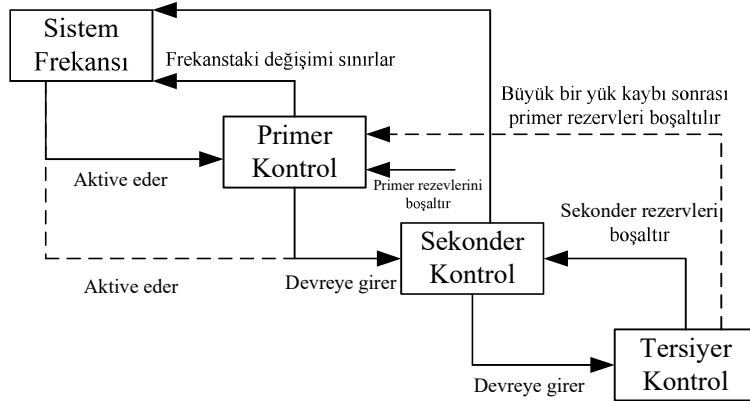 Sistem
Frekansı
Frekanstaki değişimi sınırlar
Büyük bir yük kaybı sonrası
primer rezervleri boşaltılır
Primer
Kontrol
Aktive eder
Primer rezevlerini
boşaltır
Sekonder rezervleri
boşaltır
Sekonder
Kontrol
Aktive eder
Devreye girer
Tersiyer
Kontrol
Devreye girer